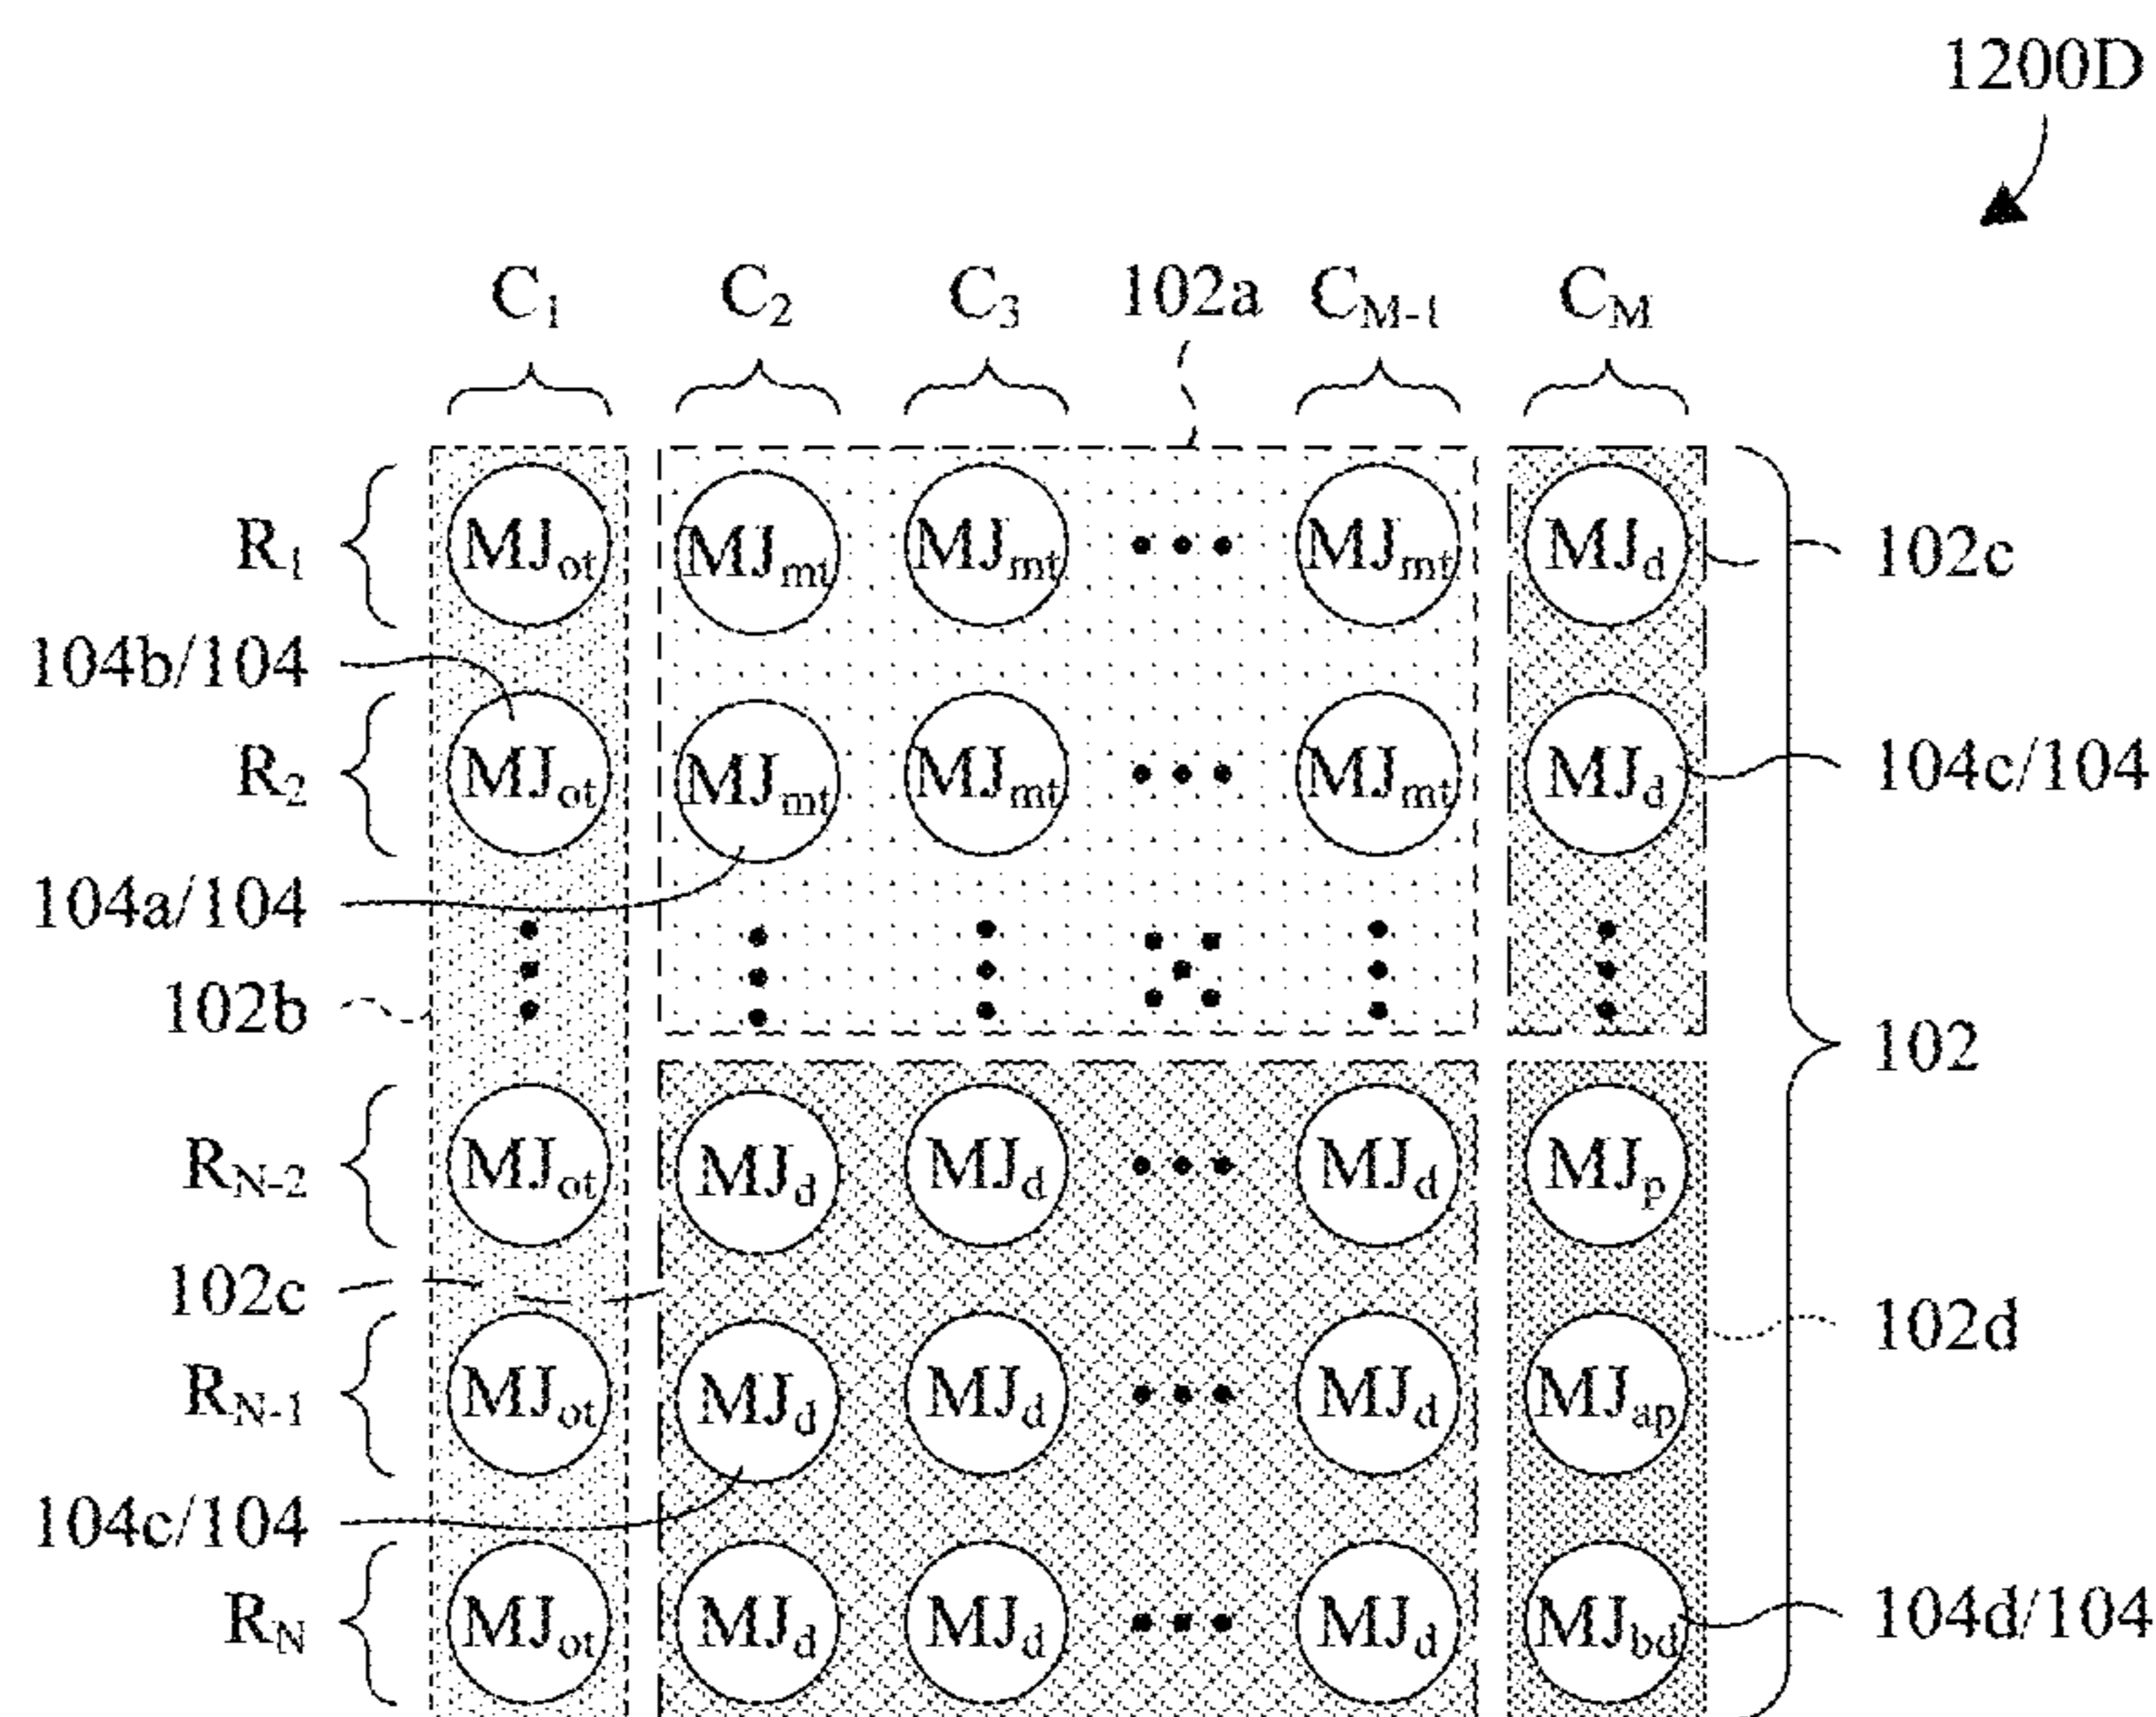 1200D
C1 C2 C3 102a CM-1 CM
R1 MJot MJmt MJmt MJmt MJd 102c
104b/104
R2 MJot MJmt MJmt MJmt MJd 104c/104
104a/104
102b
102
RN-2 MJot MJd MJd MJd MJp
102c
102d
RN-1 MJot MJd MJd MJd MJap
104c/104
RN MJot MJd MJd MJd MJbd 104d/104